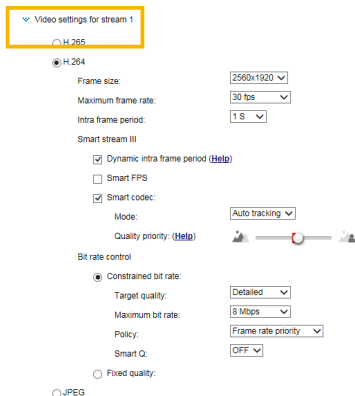 Video settings for stream 1
H.265
H.264
Frame size: 2560x1920
Maximum frame rate: 30 fps
Intra frame period: 1 S
Smart stream III
Dynamic intra frame period (Help)
Smart FPS
Smart codec:
Mode: Auto tracking
Quality priority: (Help)
Bit rate control
Constrained bit rate:
Target quality: Detailed
Maximum bit rate: 8 Mbps
Policy: Frame rate priority
Smart Q: OFF
Fixed quality:
JPEG